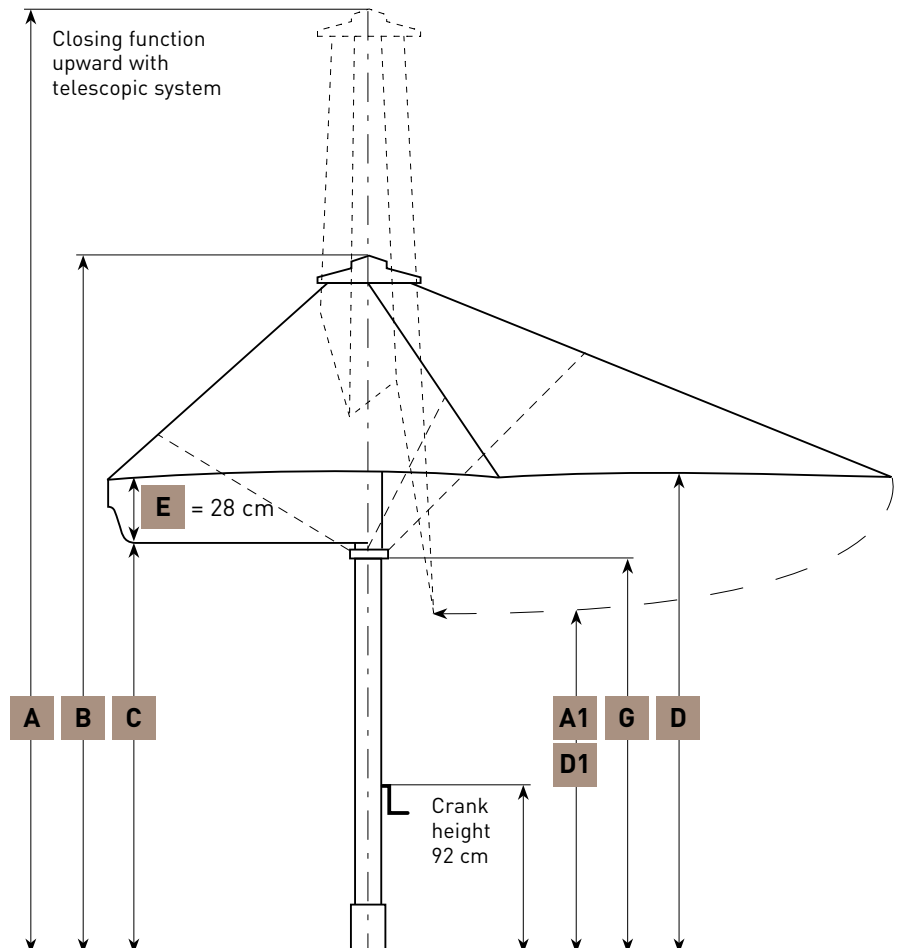 Closing function
upward with
telescopic system
E = 28 cm
A B C
A1 G D
D1
Crank
height
92 cm